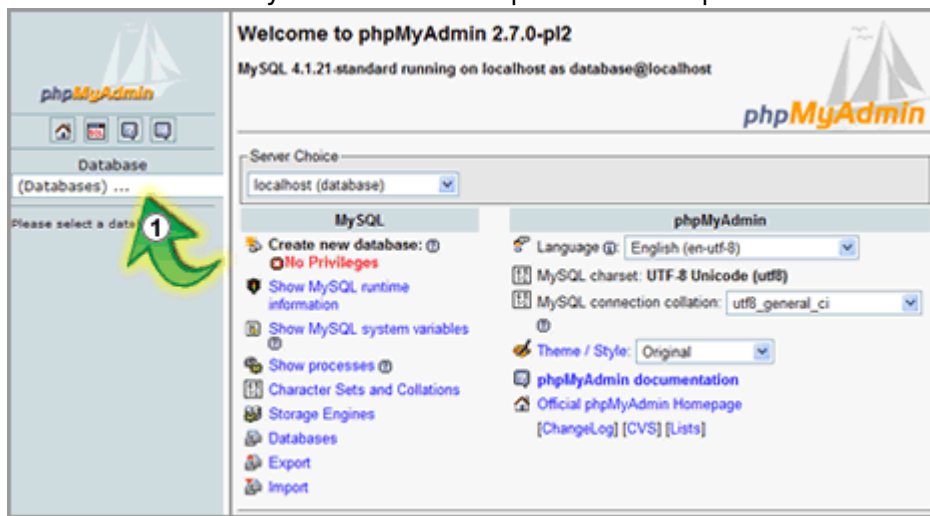 phpMyAdmin
Database
(Databases) ...
Please select a data
1
Welcome to phpMyAdmin 2.7.0-pl2
MySQL 4.1.21-standard running on localhost as database@localhost
phpMyAdmin
Server Choice
localhost (database)
MySQL
Create new database:
No Privileges
Show MySQL runtime
information
Show MySQL system variables
Show processes
Character Sets and Collations
Storage Engines
Databases
Export
Import
phpMyAdmin
Language: English (en-utf-8)
MySQL charset: UTF-8 Unicode (utf8)
MySQL connection collation: utf8_general_ci
Theme / Style: Original
phpMyAdmin documentation
Official phpMyAdmin Homepage
[ChangeLog] [CVS] [Lists]